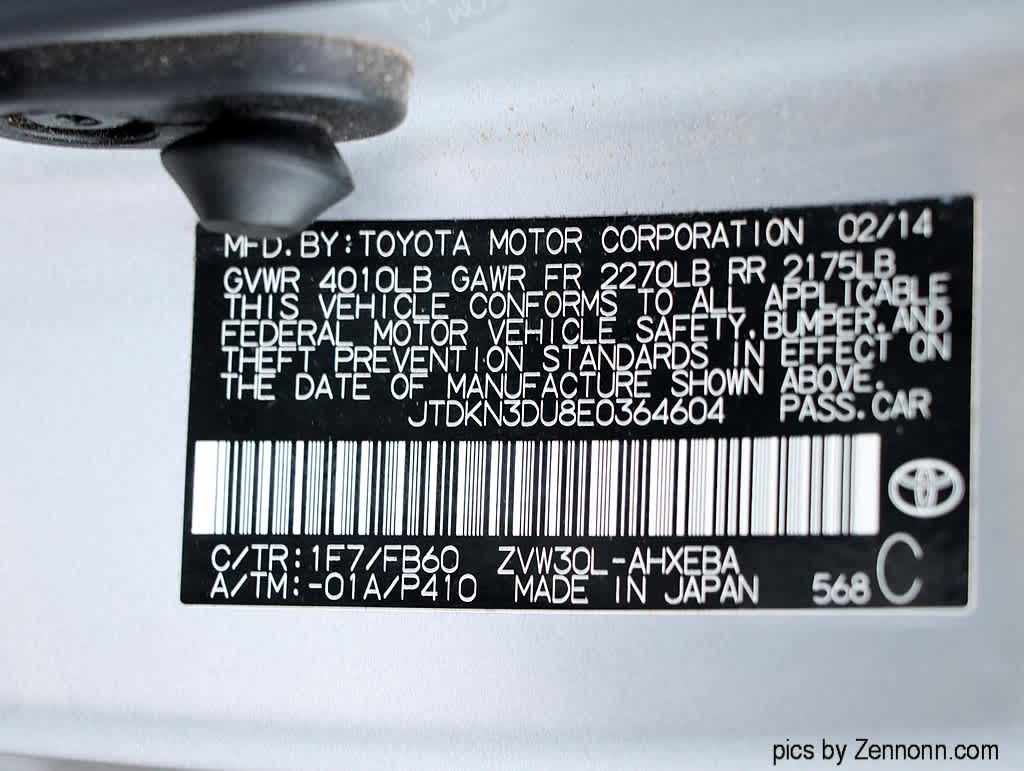 MFD.BY:TOYOTA MOTOR CORPORATION 02/14
GVWR 4010LB GAWR FR 2270LB RR 2175LB
THIS VEHICLE CONFORMS TO ALL APPLICABLE
FEDERAL MOTOR VEHICLE SAFETY,BUMPER,AND
THEFT PREVENTION STANDARDS IN EFFECT ON
THE DATE OF MANUFACTURE SHOWN ABOVE.
JTDKN3DU8E0364604 PASS.CAR
C/TR:1F7/FB60 ZVW30L-AHXEBA C
A/TM:-01A/P410 MADE IN JAPAN 568
pics by Zennonn.com